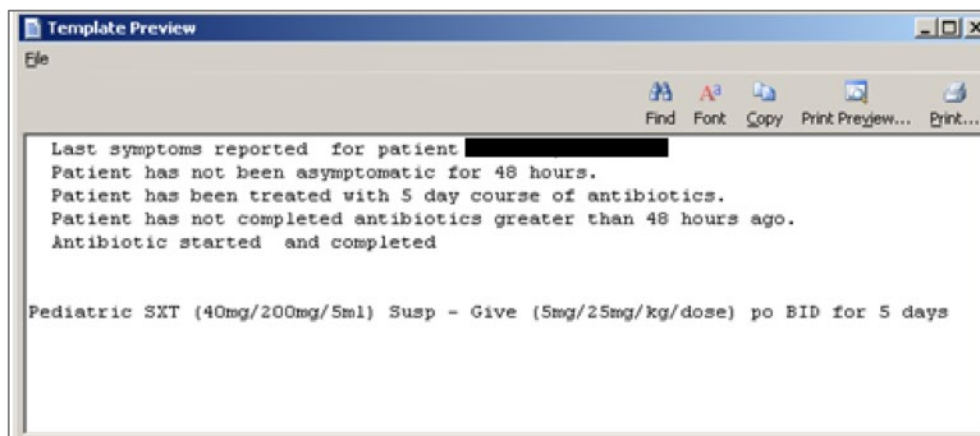 Template Preview
File
Find Font Copy Print Preview... Print...
Last symptoms reported for patient
Patient has not been asymptomatic for 48 hours.
Patient has been treated with 5 day course of antibiotics.
Patient has not completed antibiotics greater than 48 hours ago.
Antibiotic started and completed
Pediatric SXT (40mg/200mg/5ml) Susp - Give (5mg/25mg/kg/dose) po BID for 5 days